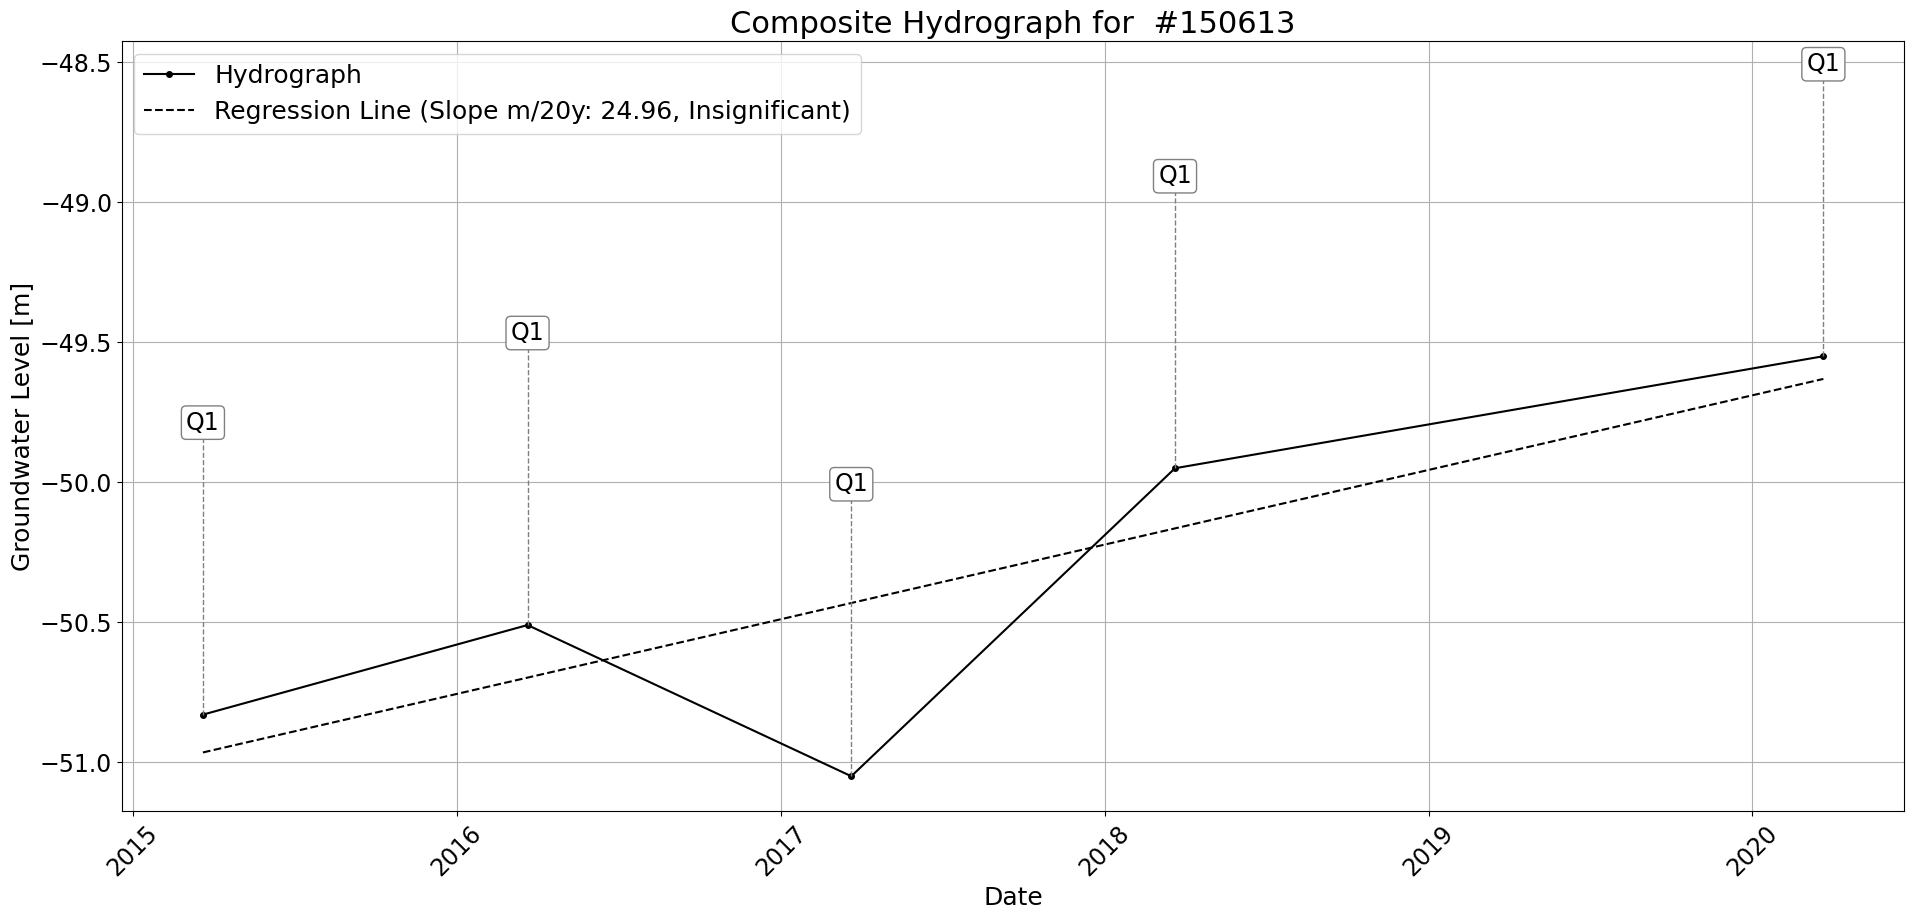 Composite Hydrograph for  #150613
Hydrograph
Regression Line (Slope m/20y: 24.96, Insignificant)
Groundwater Level [m]
−48.5
−49.0
−49.5
−50.0
−50.5
−51.0
Q1
Q1
Q1
Q1
Q1
2015
2016
2017
2018
2019
2020
Date